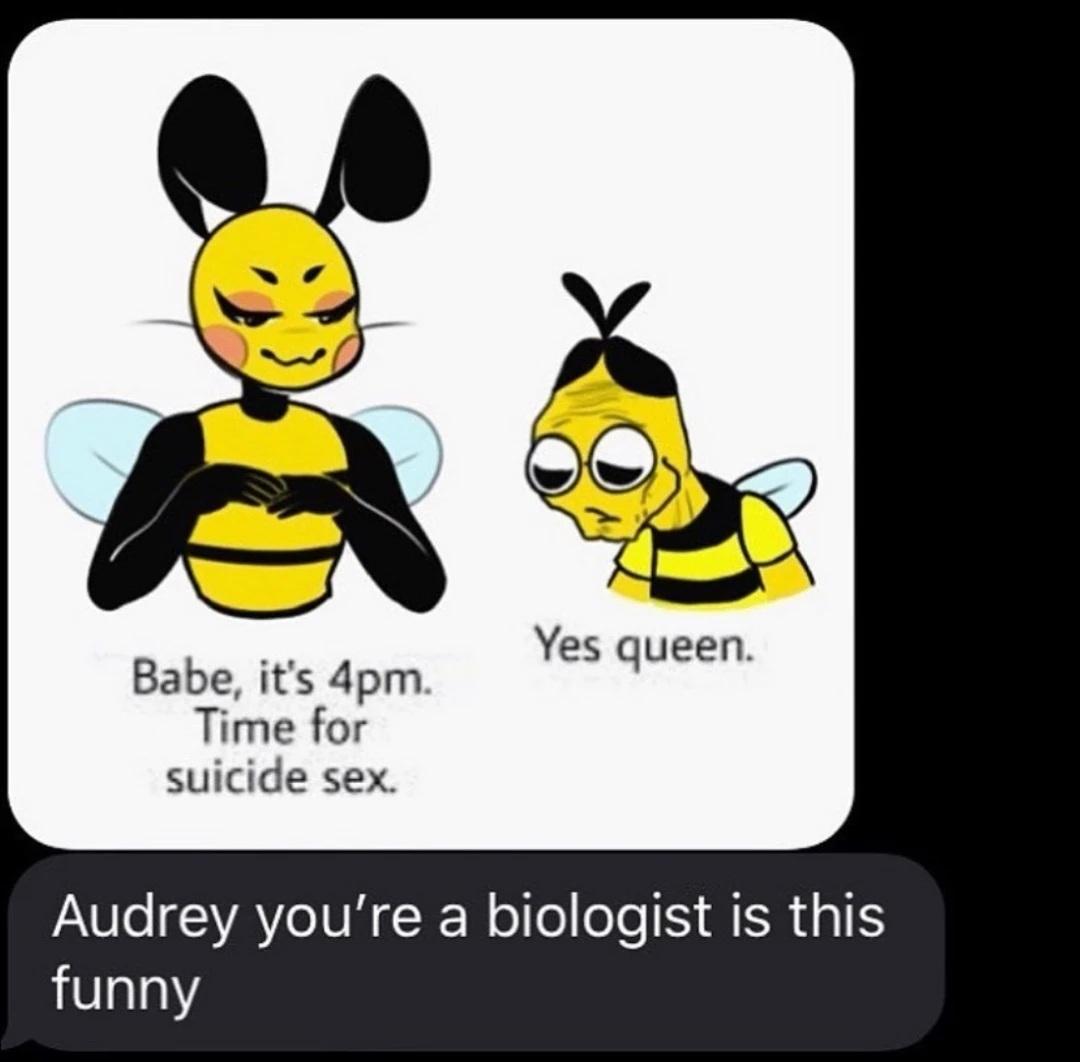 Babe, it's 4pm.
Time for
suicide sex.
Yes queen.
Audrey you’re a biologist is this
funny